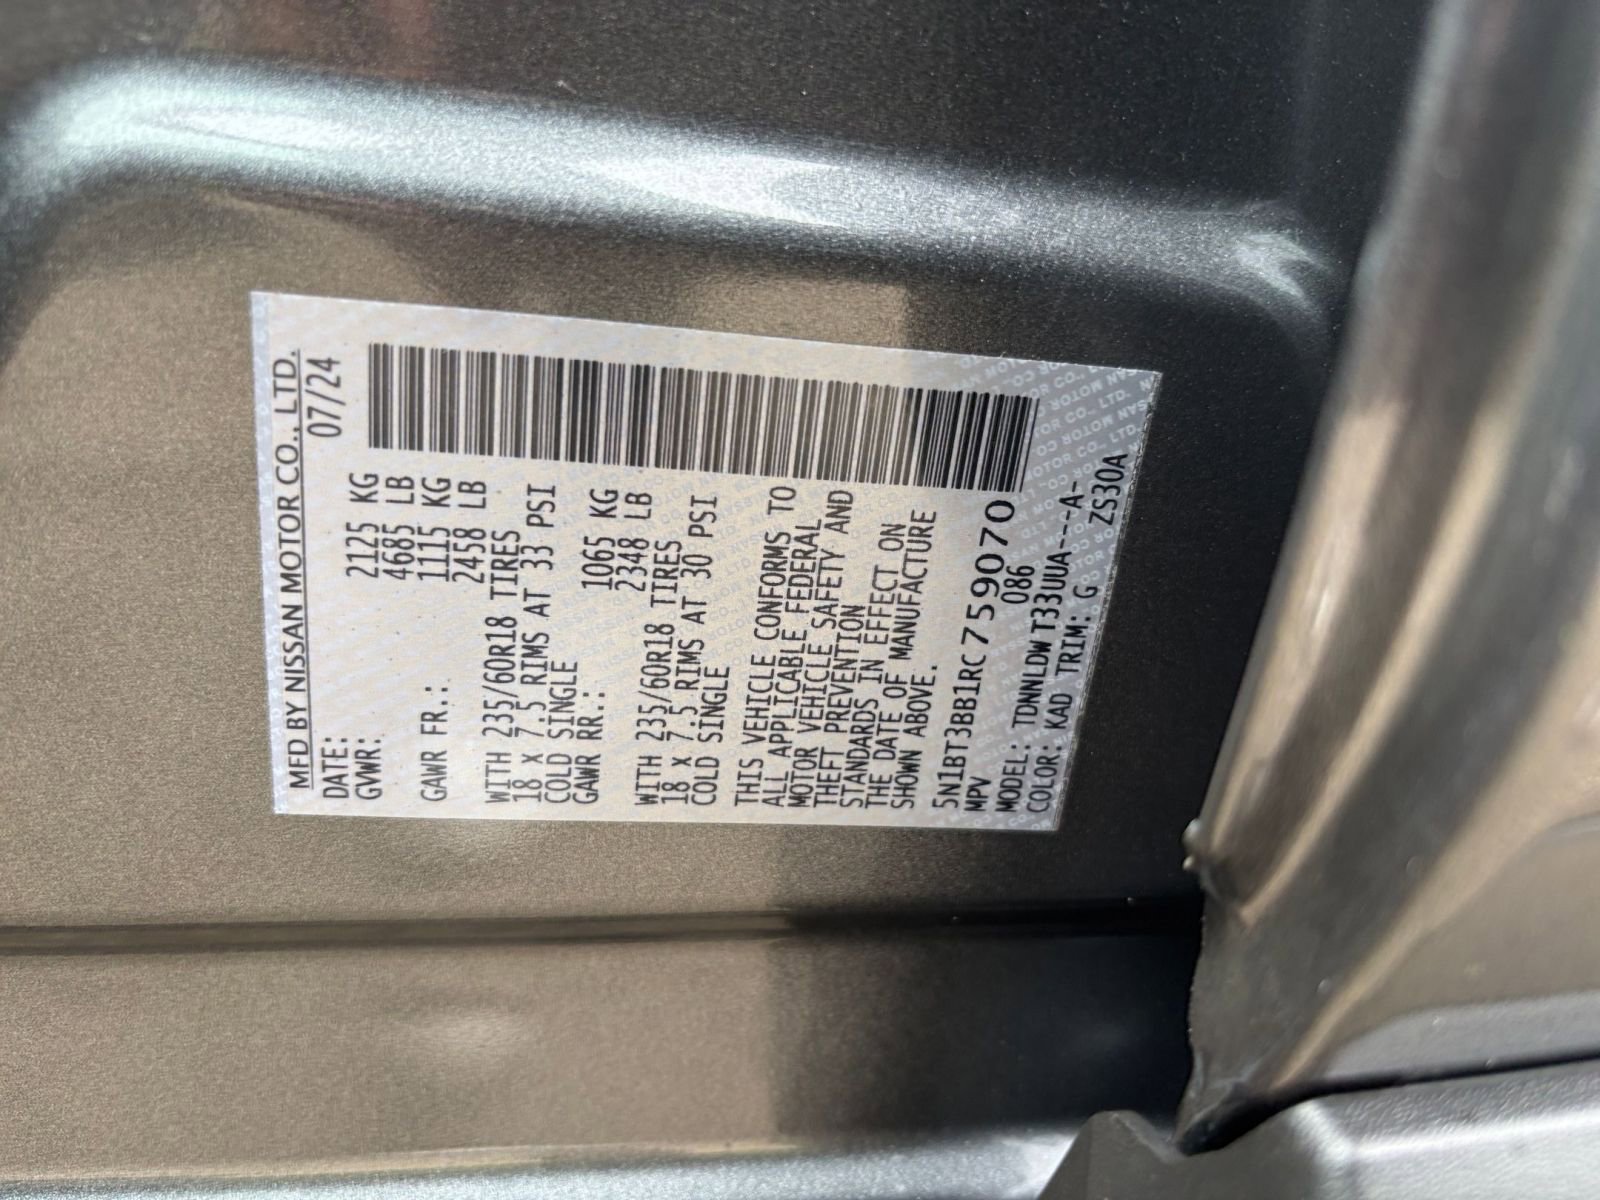 MFD BY NISSAN MOTOR CO., LTD.
DATE: 07/24
GVWR: 2125 KG
4685 LB
GAWR FR.: 1115 KG
2458 LB
WITH 235/60R18 TIRES
18 X 7.5 RIMS AT 33 PSI
COLD SINGLE
GAWR RR.: 1065 KG
2348 LB
WITH 235/60R18 TIRES
18 X 7.5 RIMS AT 30 PSI
COLD SINGLE
THIS VEHICLE CONFORMS TO
ALL APPLICABLE FEDERAL
MOTOR VEHICLE SAFETY AND
THEFT PREVENTION
STANDARDS IN EFFECT ON
THE DATE OF MANUFACTURE
SHOWN ABOVE.
5N1BT3BB1RC759070
MPV 086
MODEL: TDNNLDW T33UUA---A-
COLOR: KAD TRIM: G ZS30A